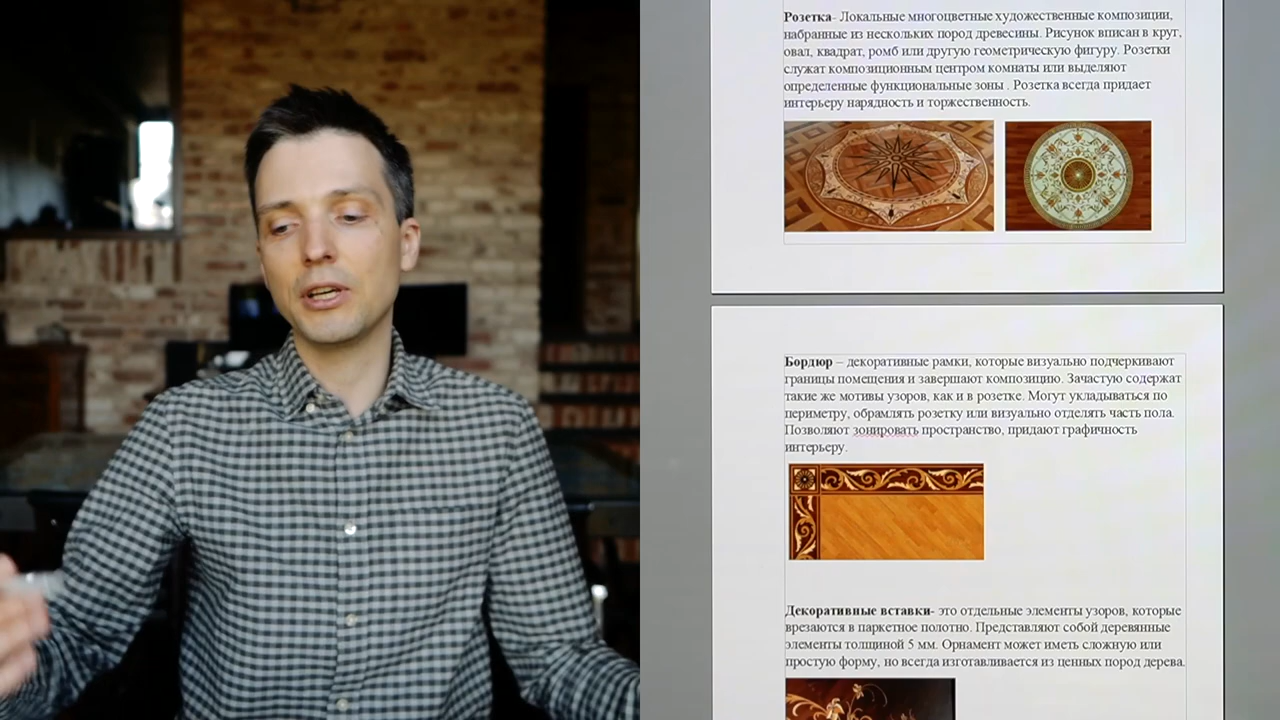 Розетка- Локальные многоцветные художественные композиции,
набранные из нескольких пород древесины. Рисунок вписан в круг,
овал, квадрат, ромб или другую геометрическую фигуру. Розетки
служат композиционным центром комнаты или выделяют
определенные функциональные зоны . Розетка всегда придает
интерьеру нарядность и торжественность.
Бордюр – декоративные рамки, которые визуально подчеркивают
границы помещения и завершают композицию. Зачастую содержат
такие же мотивы узоров, как и в розетке. Могут укладываться по
периметру, обрамлять розетку или визуально отделять часть пола.
Позволяют зонировать пространство, придают графичность
интерьеру.
Декоративные вставки- это отдельные элементы узоров, которые
врезаются в паркетное полотно. Представляют собой деревянные
элементы толщиной 5 мм. Орнамент может иметь сложную или
простую форму, но всегда изготавливается из ценных пород дерева.